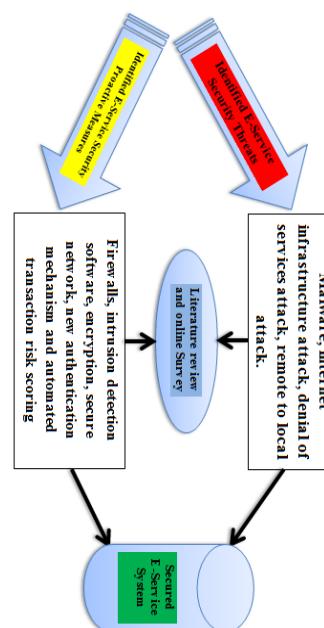 Identified E-Service
Security Threats
Malware, internet
infrastructure attack, denial of
services attack, remote to local
attack.
Literature review
and online Survey
Identified E-Service Security
Proactive Measures
Firewalls, intrusion detection
software, encryption, secure
network, new authentication
mechanism and automated
transaction risk scoring
Secured
E-Service
System